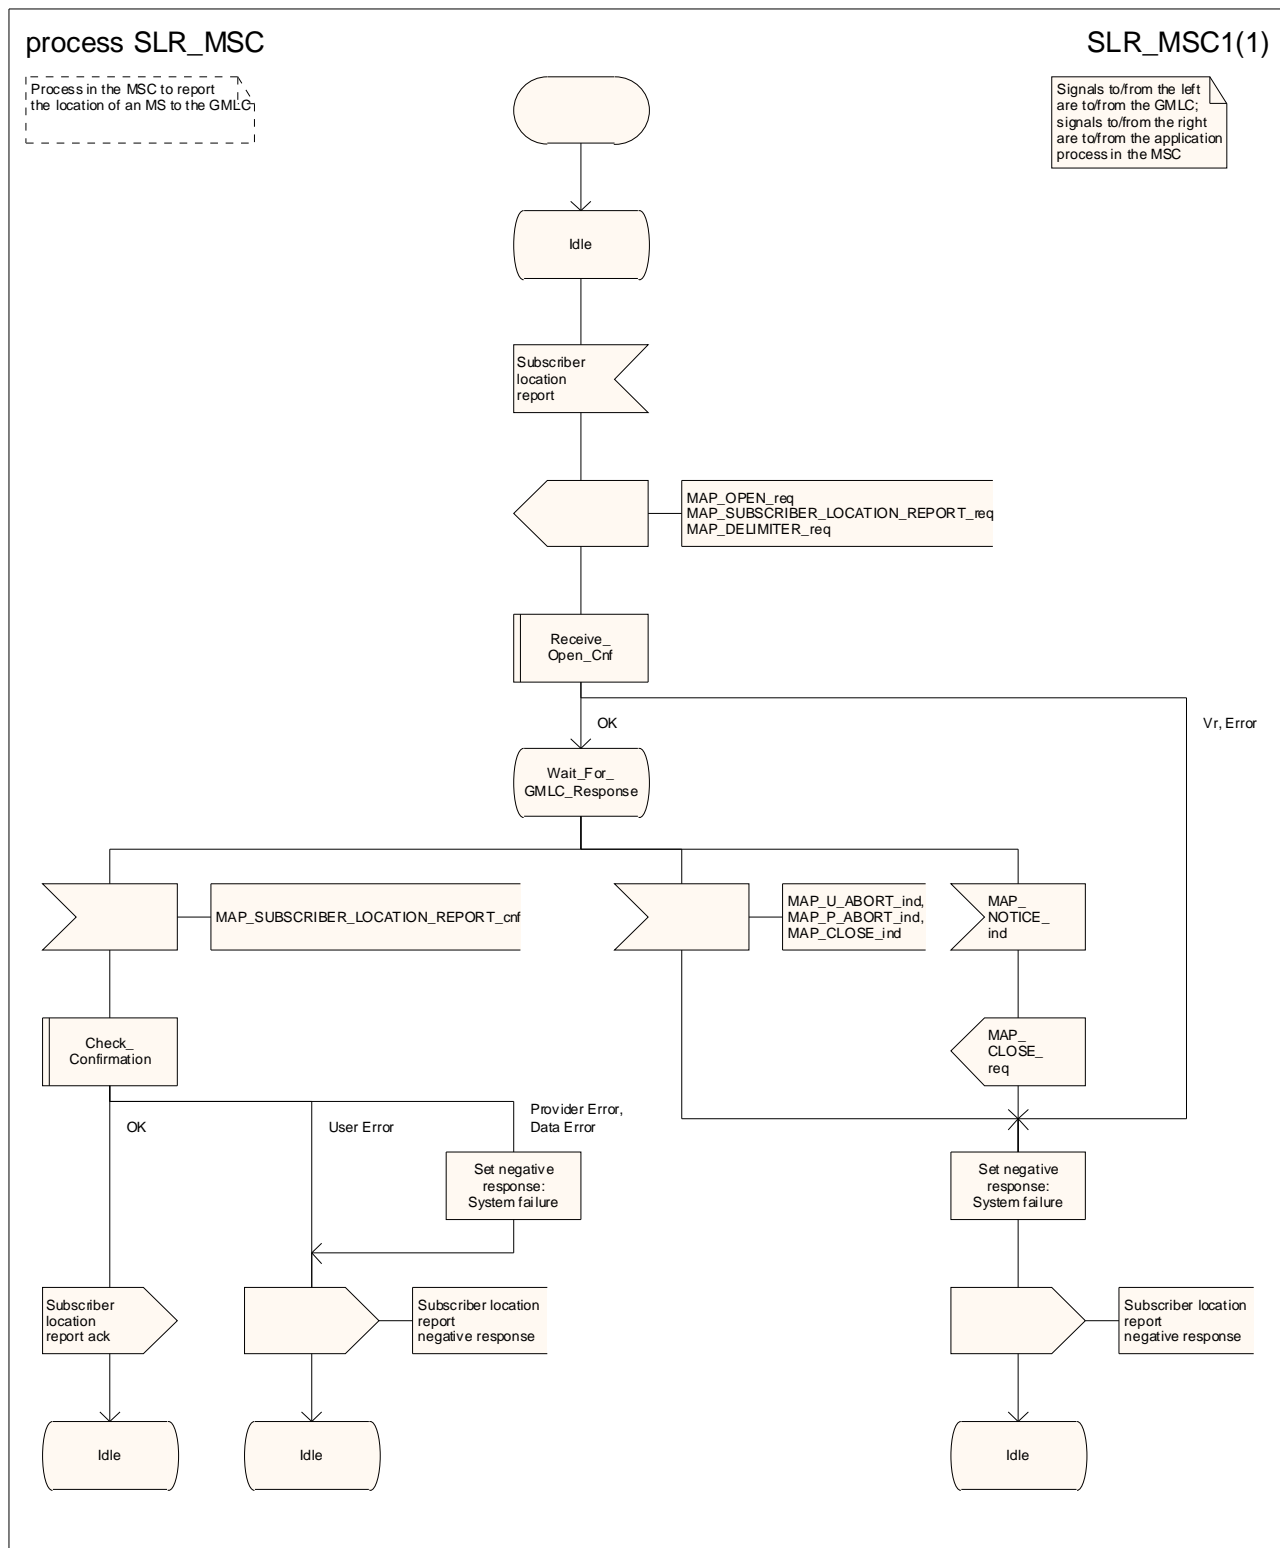 process SLR_MSC
SLR_MSC1(1)
Process in the MSC to report
the location of an MS to the GMLC
Signals to/from the left
are to/from the GMLC;
signals to/from the right
are to/from the application
process in the MSC
Idle
Subscriber
location
report
MAP_OPEN_req
MAP_SUBSCRIBER_LOCATION_REPORT_req
MAP_DELIMITER_req
Receive_
Open_Cnf
OK
Vr, Error
Wait_For_
GMLC_Response
MAP_SUBSCRIBER_LOCATION_REPORT_cnf
MAP_U_ABORT_ind,
MAP_P_ABORT_ind,
MAP_CLOSE_ind
MAP_
NOTICE_
ind
Check_
Confirmation
MAP_
CLOSE_
req
OK
User Error
Provider Error,
Data Error
Set negative
response:
System failure
Set negative
response:
System failure
Subscriber
location
report ack
Subscriber location
report
negative response
Subscriber location
report
negative response
Idle
Idle
Idle